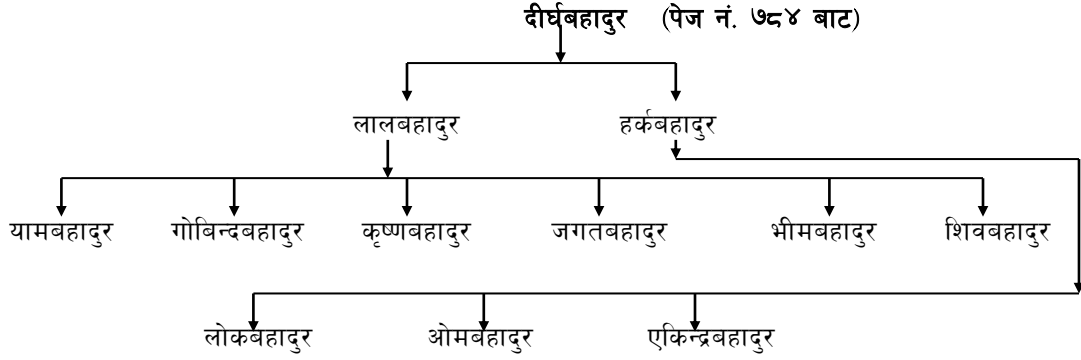 दीर्घबहादुर (पेज नं. ७८४ बाट)
लालबहादुर हर्कबहादुर
यामबहादुर गोबिन्दबहादुर कृष्णबहादुर जगतबहादुर भीमबहादुर शिवबहादुर
लोकबहादुर ओमबहादुर एकिन्द्रबहादुर